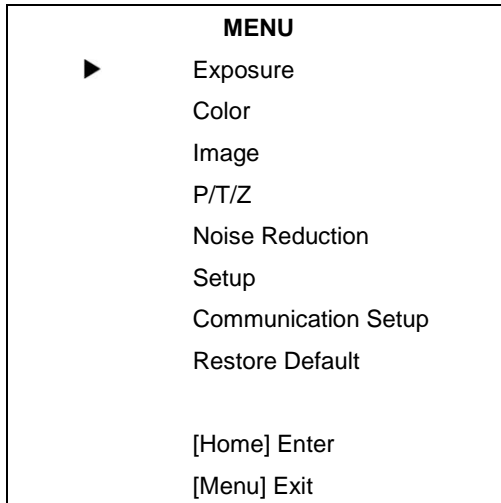 MENU
▶ Exposure
Color
Image
P/T/Z
Noise Reduction
Setup
Communication Setup
Restore Default
[Home] Enter
[Menu] Exit